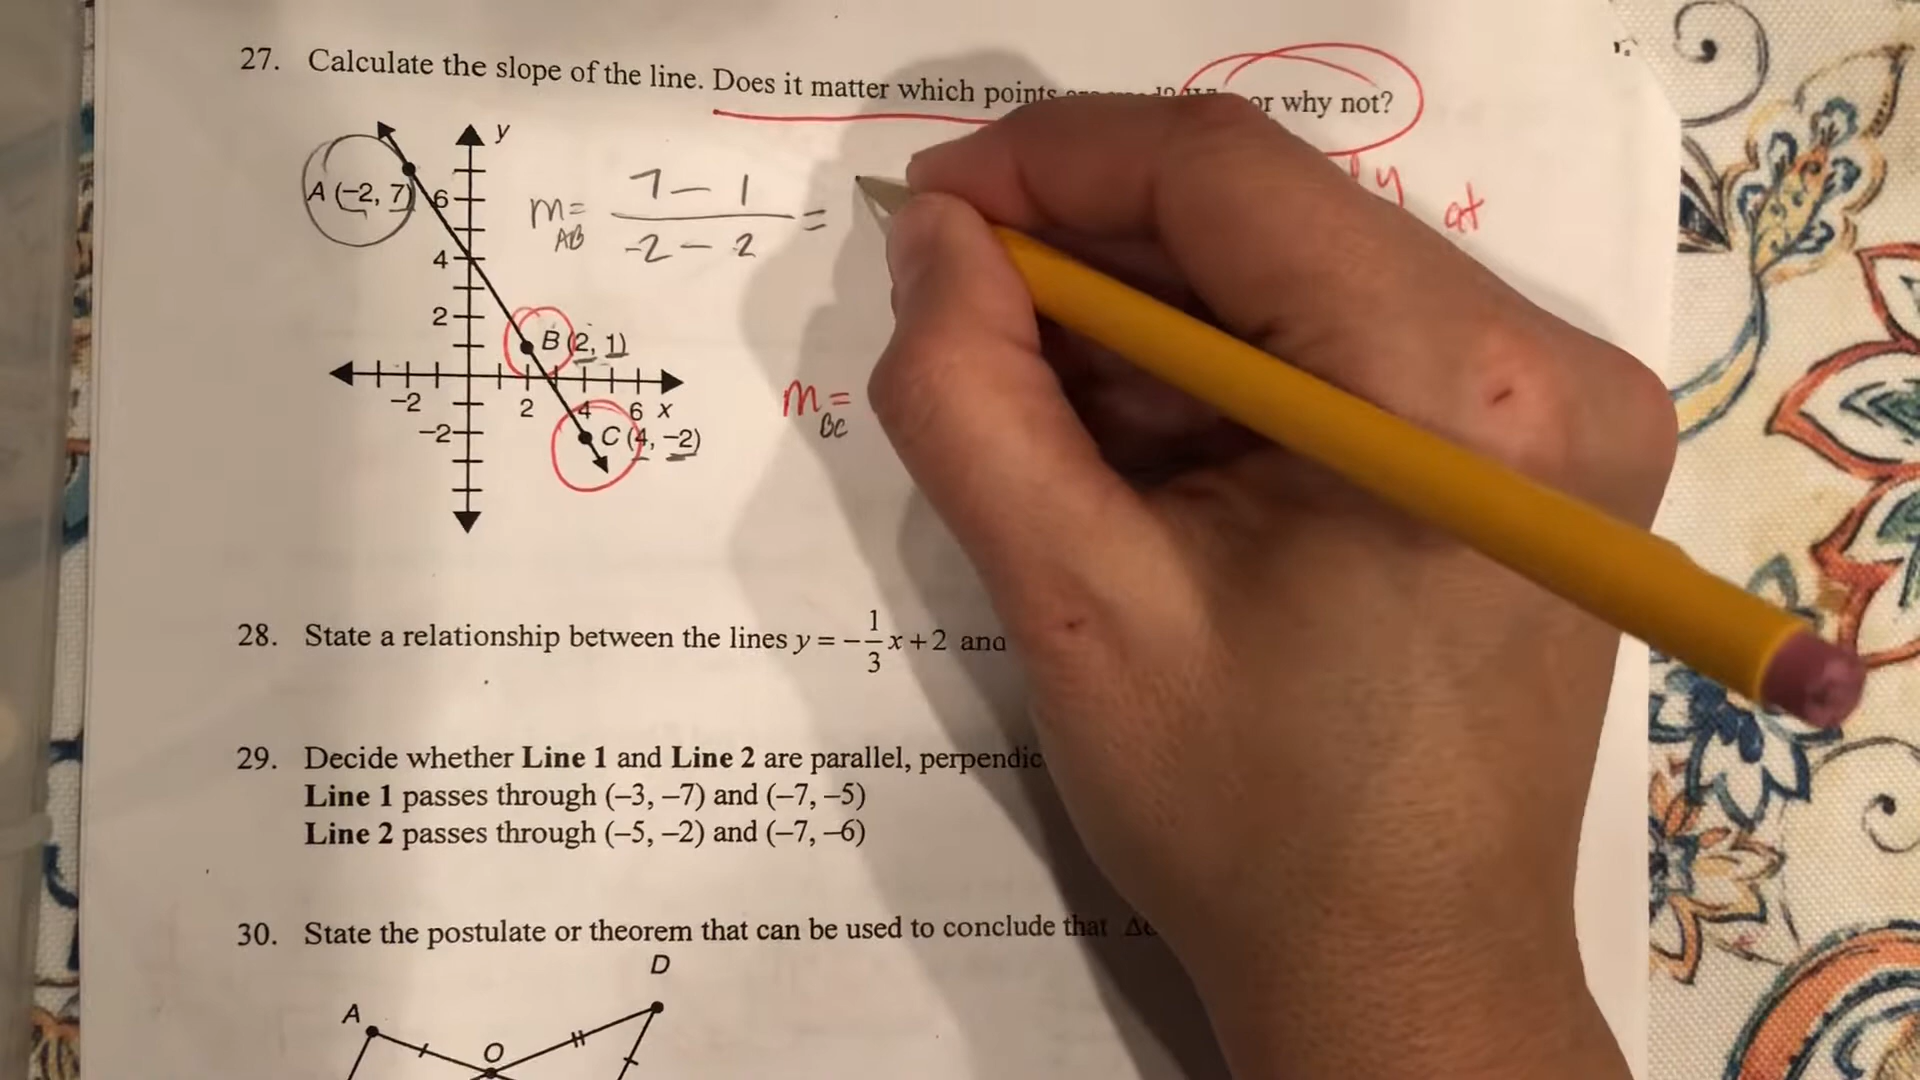 27. Calculate the slope of the line. Does it matter which points or why not?
y
A (−2, 7)
6
4
2
B (2, 1)
−2
2
4
6
x
−2
C (4, −2)
m=
AB
7 − 1
-2 − 2
=
y
at
m=
BC
28. State a relationship between the lines y = −1/3 x + 2 and
29. Decide whether Line 1 and Line 2 are parallel,
Line 1 passes through (−3, −7) and (−7, −5)
Line 2 passes through (−5, −2) and (−7, −6)
30. State the postulate or theorem that can be used to conclude that
D
A
O